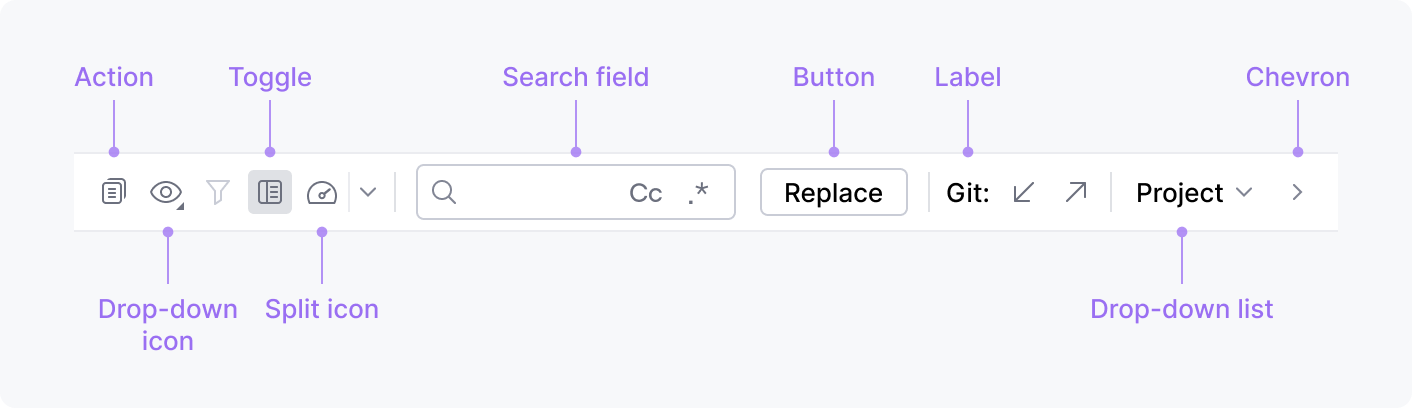 Action Toggle Search field Button Label Chevron
Cc .* Replace Git: Project
Drop-down
icon
Split icon
Drop-down list